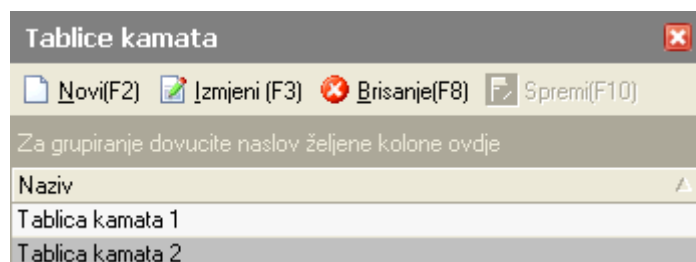 Tablice kamata
Novi(F2) Izmjeni (F3) Brisanje(F8) Spremi(F10)
Za grupiranje dovucite naslov željene kolone ovdje
Naziv
Tablica kamata 1
Tablica kamata 2